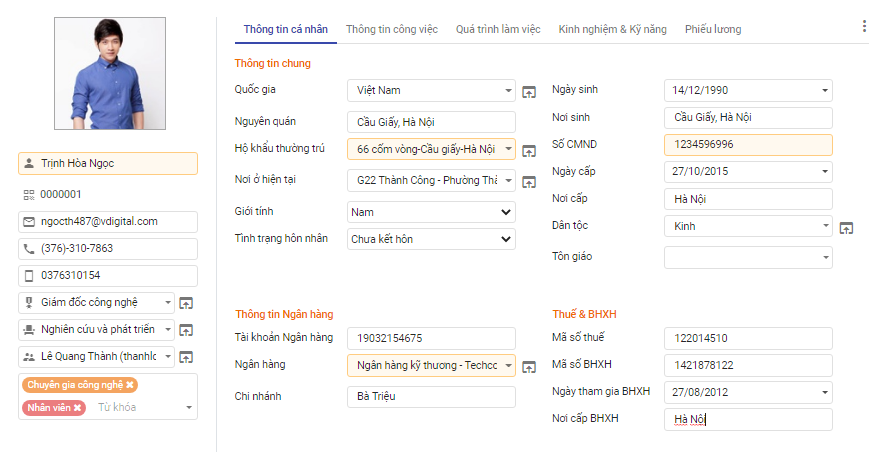 Thông tin cá nhân Thông tin công việc Quá trình làm việc Kinh nghiệm & Kỹ năng Phiếu lương
Trịnh Hòa Ngọc
0000001
ngocth487@vdigital.com
(376)-310-7863
0376310154
Giám đốc công nghệ
Nghiên cứu và phát triển
Lê Quang Thành (thanhlc
Chuyên gia công nghệ
Nhân viên Từ khóa
Thông tin chung
Quốc gia Việt Nam
Nguyên quán Cầu Giấy, Hà Nội
Hộ khẩu thường trú 66 cốm vòng-Cầu giấy-Hà Nội
Nơi ở hiện tại G22 Thành Công - Phường Thà
Giới tính Nam
Tình trạng hôn nhân Chưa kết hôn
Ngày sinh 14/12/1990
Nơi sinh Cầu Giấy, Hà Nội
Số CMND 1234596996
Ngày cấp 27/10/2015
Nơi cấp Hà Nội
Dân tộc Kinh
Tôn giáo
Thông tin Ngân hàng
Tài khoản Ngân hàng 19032154675
Ngân hàng Ngân hàng kỹ thương - Techcc
Chi nhánh Bà Triệu
Thuế & BHXH
Mã số thuế 122014510
Mã số BHXH 1421878122
Ngày tham gia BHXH 27/08/2012
Nơi cấp BHXH Hà Nội